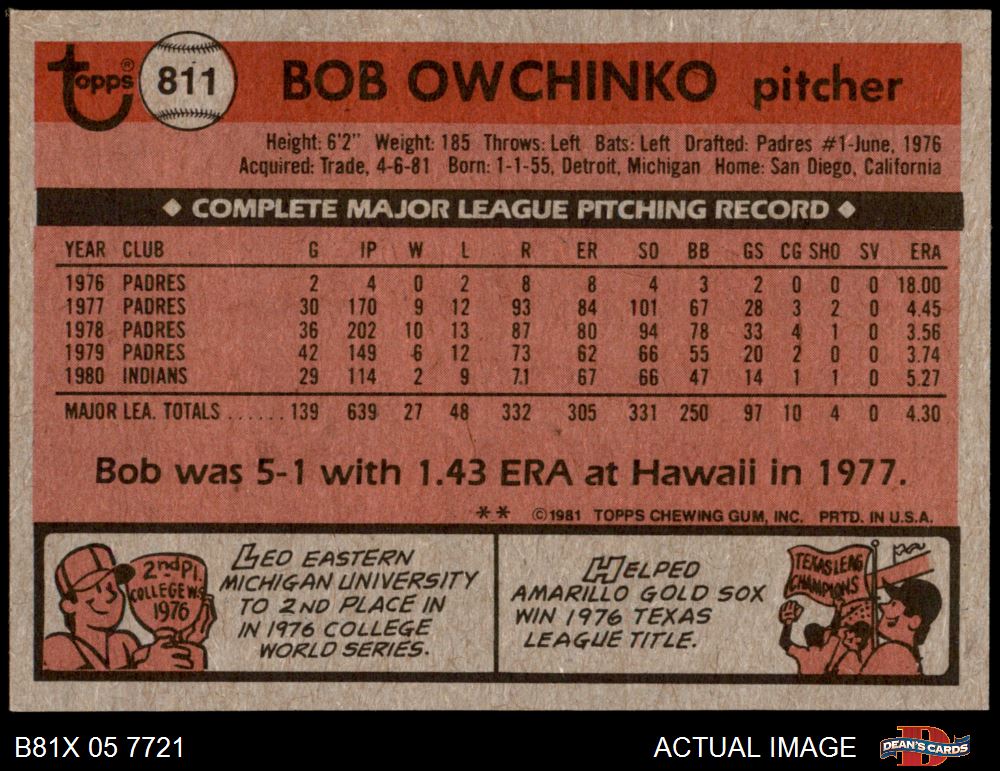 topps® 811 BOB OWCHINKO pitcher
Height: 6'2" Weight: 185 Throws: Left Bats: Left Drafted: Padres #1-June, 1976
Acquired: Trade, 4-6-81 Born: 1-1-55, Detroit, Michigan Home: San Diego, California
◆ COMPLETE MAJOR LEAGUE PITCHING RECORD ◆
YEAR CLUB G IP W L R ER SO BB GS CG SHO SV ERA
1976 PADRES 2 4 0 2 8 8 4 3 2 0 0 0 18.00
1977 PADRES 30 170 9 12 93 84 101 67 28 3 2 0 4.45
1978 PADRES 36 202 10 13 87 80 94 78 33 4 1 0 3.56
1979 PADRES 42 149 6 12 73 62 66 55 20 2 0 0 3.74
1980 INDIANS 29 114 2 9 7.1 67 66 47 14 1 1 0 5.27
MAJOR LEA. TOTALS ...... 139 639 27 48 332 305 331 250 97 10 4 0 4.30
Bob was 5-1 with 1.43 ERA at Hawaii in 1977.
** ©1981 TOPPS CHEWING GUM, INC. PRTD. IN U.S.A.
2nd Pl.
COLLEGE W.S.
1976
LED EASTERN
MICHIGAN UNIVERSITY
TO 2ND PLACE IN
IN 1976 COLLEGE
WORLD SERIES.
HELPED
AMARILLO GOLD SOX
WIN 1976 TEXAS
LEAGUE TITLE.
TEXAS LEAG
CHAMPIONS
B81X 05 7721 ACTUAL IMAGE DEAN'S CARDS